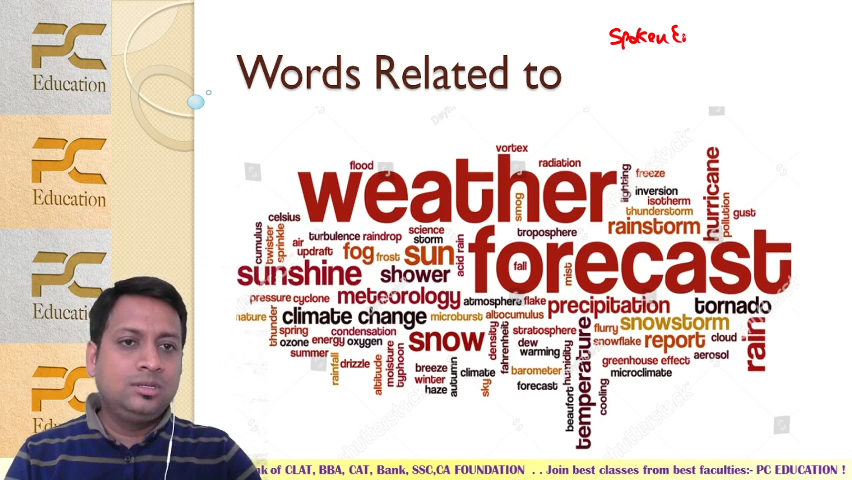 PC
Education
PC
Education
PC
Education
PC
Spoken E
Words Related to
vortex
flood
radiation
weather
lighting
freeze
hurricane
inversion
isotherm
smog
pollution
celsius
thunderstorm
gust
cumulus
twister
sprinkle
air
turbulence
raindrop
science
storm
troposphere
rainstorm
updraft
fog
frost
sun
acid rain
forecast
fall
mist
sunshine
shower
pressure
cyclone
meteorology
atmosphere
flake
precipitation
tornado
nature
thunder
climate change
microburst
altocumulus
snowstorm
rain
spring
condensation
density
fahrenheit
stratosphere
flurry
ozone
energy
oxygen
snow
dew
snowflake
report
cloud
summer
warming
temperature
rainfall
drizzle
altitude
moisture
typhoon
breeze
climate
humidity
greenhouse effect
aerosol
winter
autumn
sky
barometer
microclimate
haze
forecast
beaufort
cooling
of CLAT, BBA, CAT, Bank, SSC,CA FOUNDATION . . Join best classes from best faculties:- PC EDUCATION !